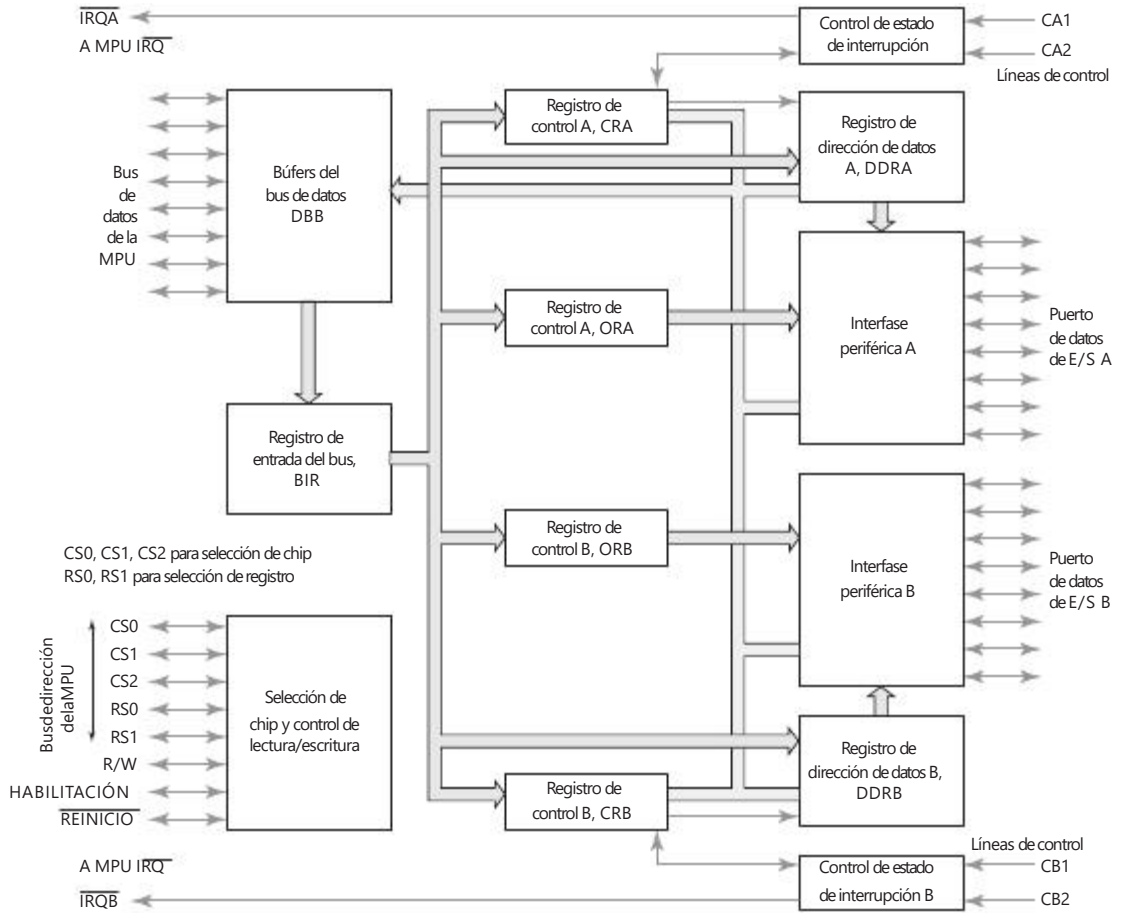 IRQA
A MPU IRQ
Control de estado
de interrupción
CA1
CA2
Líneas de control
Bus
de
datos
de la
MPU
Búfers del
bus de datos
DBB
Registro de
control A, CRA
Registro de
dirección de datos
A, DDRA
Registro de
control A, ORA
Interfase
periférica A
Puerto
de datos
de E/S A
Registro de
entrada del bus,
BIR
Registro de
control B, ORB
Interfase
periférica B
Puerto
de datos
de E/S B
CS0, CS1, CS2 para selección de chip
RS0, RS1 para selección de registro
Busdedirección
delaMPU
CS0
CS1
CS2
RS0
RS1
R/W
HABILITACIÓN
REINICIO
Selección de
chip y control de
lectura/escritura
Registro de
control B, CRB
Registro de
dirección de datos B,
DDRB
A MPU IRQ
IRQB
Control de estado
de interrupción B
Líneas de control
CB1
CB2